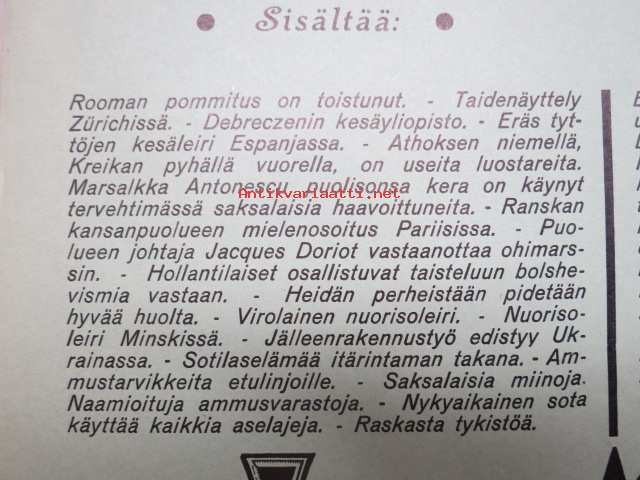 • Sisältää: •
Rooman pommitus on toistunut. - Taidenäyttely
Zürichissä. - Debreczenin kesäyliopisto. - Eräs tyt-
töjen kesäleiri Espanjassa. - Athoksen niemellä,
Kreikan pyhällä vuorella, on useita luostareita.
Marsalkka Antonescu puolisonsa kera on käynyt
Antikvariaatti.net
tervehtimässä saksalaisia haavoittuneita. - Ranskan
kansanpuolueen mielenosoitus Pariisissa. - Puo-
lueen johtaja Jacques Doriot vastaanottaa ohimars-
sin. - Hollantilaiset osallistuvat taisteluun bolshe-
vismia vastaan. - Heidän perheistään pidetään
hyvää huolta. - Virolainen nuorisoleiri. - Nuoriso-
leiri Minskissä. - Jälleenrakennustyö edistyy Uk-
rainassa. - Sotilaselämää itärintaman takana. - Am-
mustarvikkeita etulinjoille. - Saksalaisia miinoja.
Naamioituja ammusvarastoja. - Nykyaikainen sota
käyttää kaikkia aselajeja. - Raskasta tykistöä.